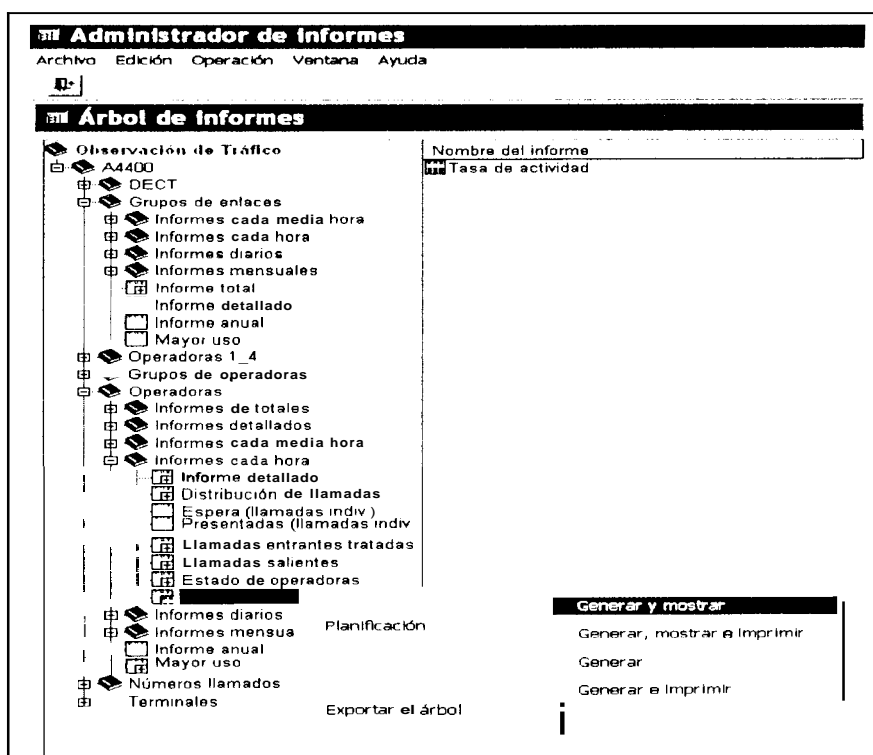 Administrador de Informes
Archivo Edición Operación Ventana Ayuda
Árbol de Informes
Observación de Tráfico
Nombre del informe
A4400
Tasa de actividad
DECT
Grupos de enlaces
Informes cada media hora
Informes cada hora
Informes diarios
Informes mensuales
Informe total
Informe detallado
Informe anual
Mayor uso
Operadoras 1_4
Grupos de operadoras
Operadoras
Informes de totales
Informes detallados
Informes cada media hora
Informes cada hora
Informe detallado
Distribución de llamadas
Espera (llamadas indiv )
Presentadas (llamadas indiv
Llamadas entrantes tratadas
Llamadas salientes
Estado de operadoras
Informes diarios
Informes mensua
Informe anual
Mayor uso
Números llamados
Terminales
Planificación
Exportar el árbol
Generar y mostrar
Generar, mostrar e Imprimir
Generar
Generar e Imprimir